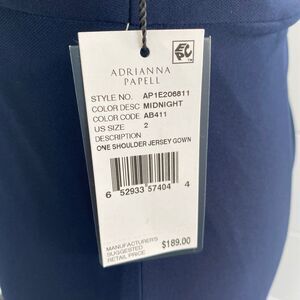 EPC
ADRIANNA
PAPELL
STYLE NO. AP1E206811
COLOR DESC MIDNIGHT
COLOR CODE AB411
US SIZE 2
DESCRIPTION
ONE SHOULDER JERSEY GOWN
6 52933 57404 4
MANUFACTURER'S
SUGGESTED
RETAIL PRICE $189.00